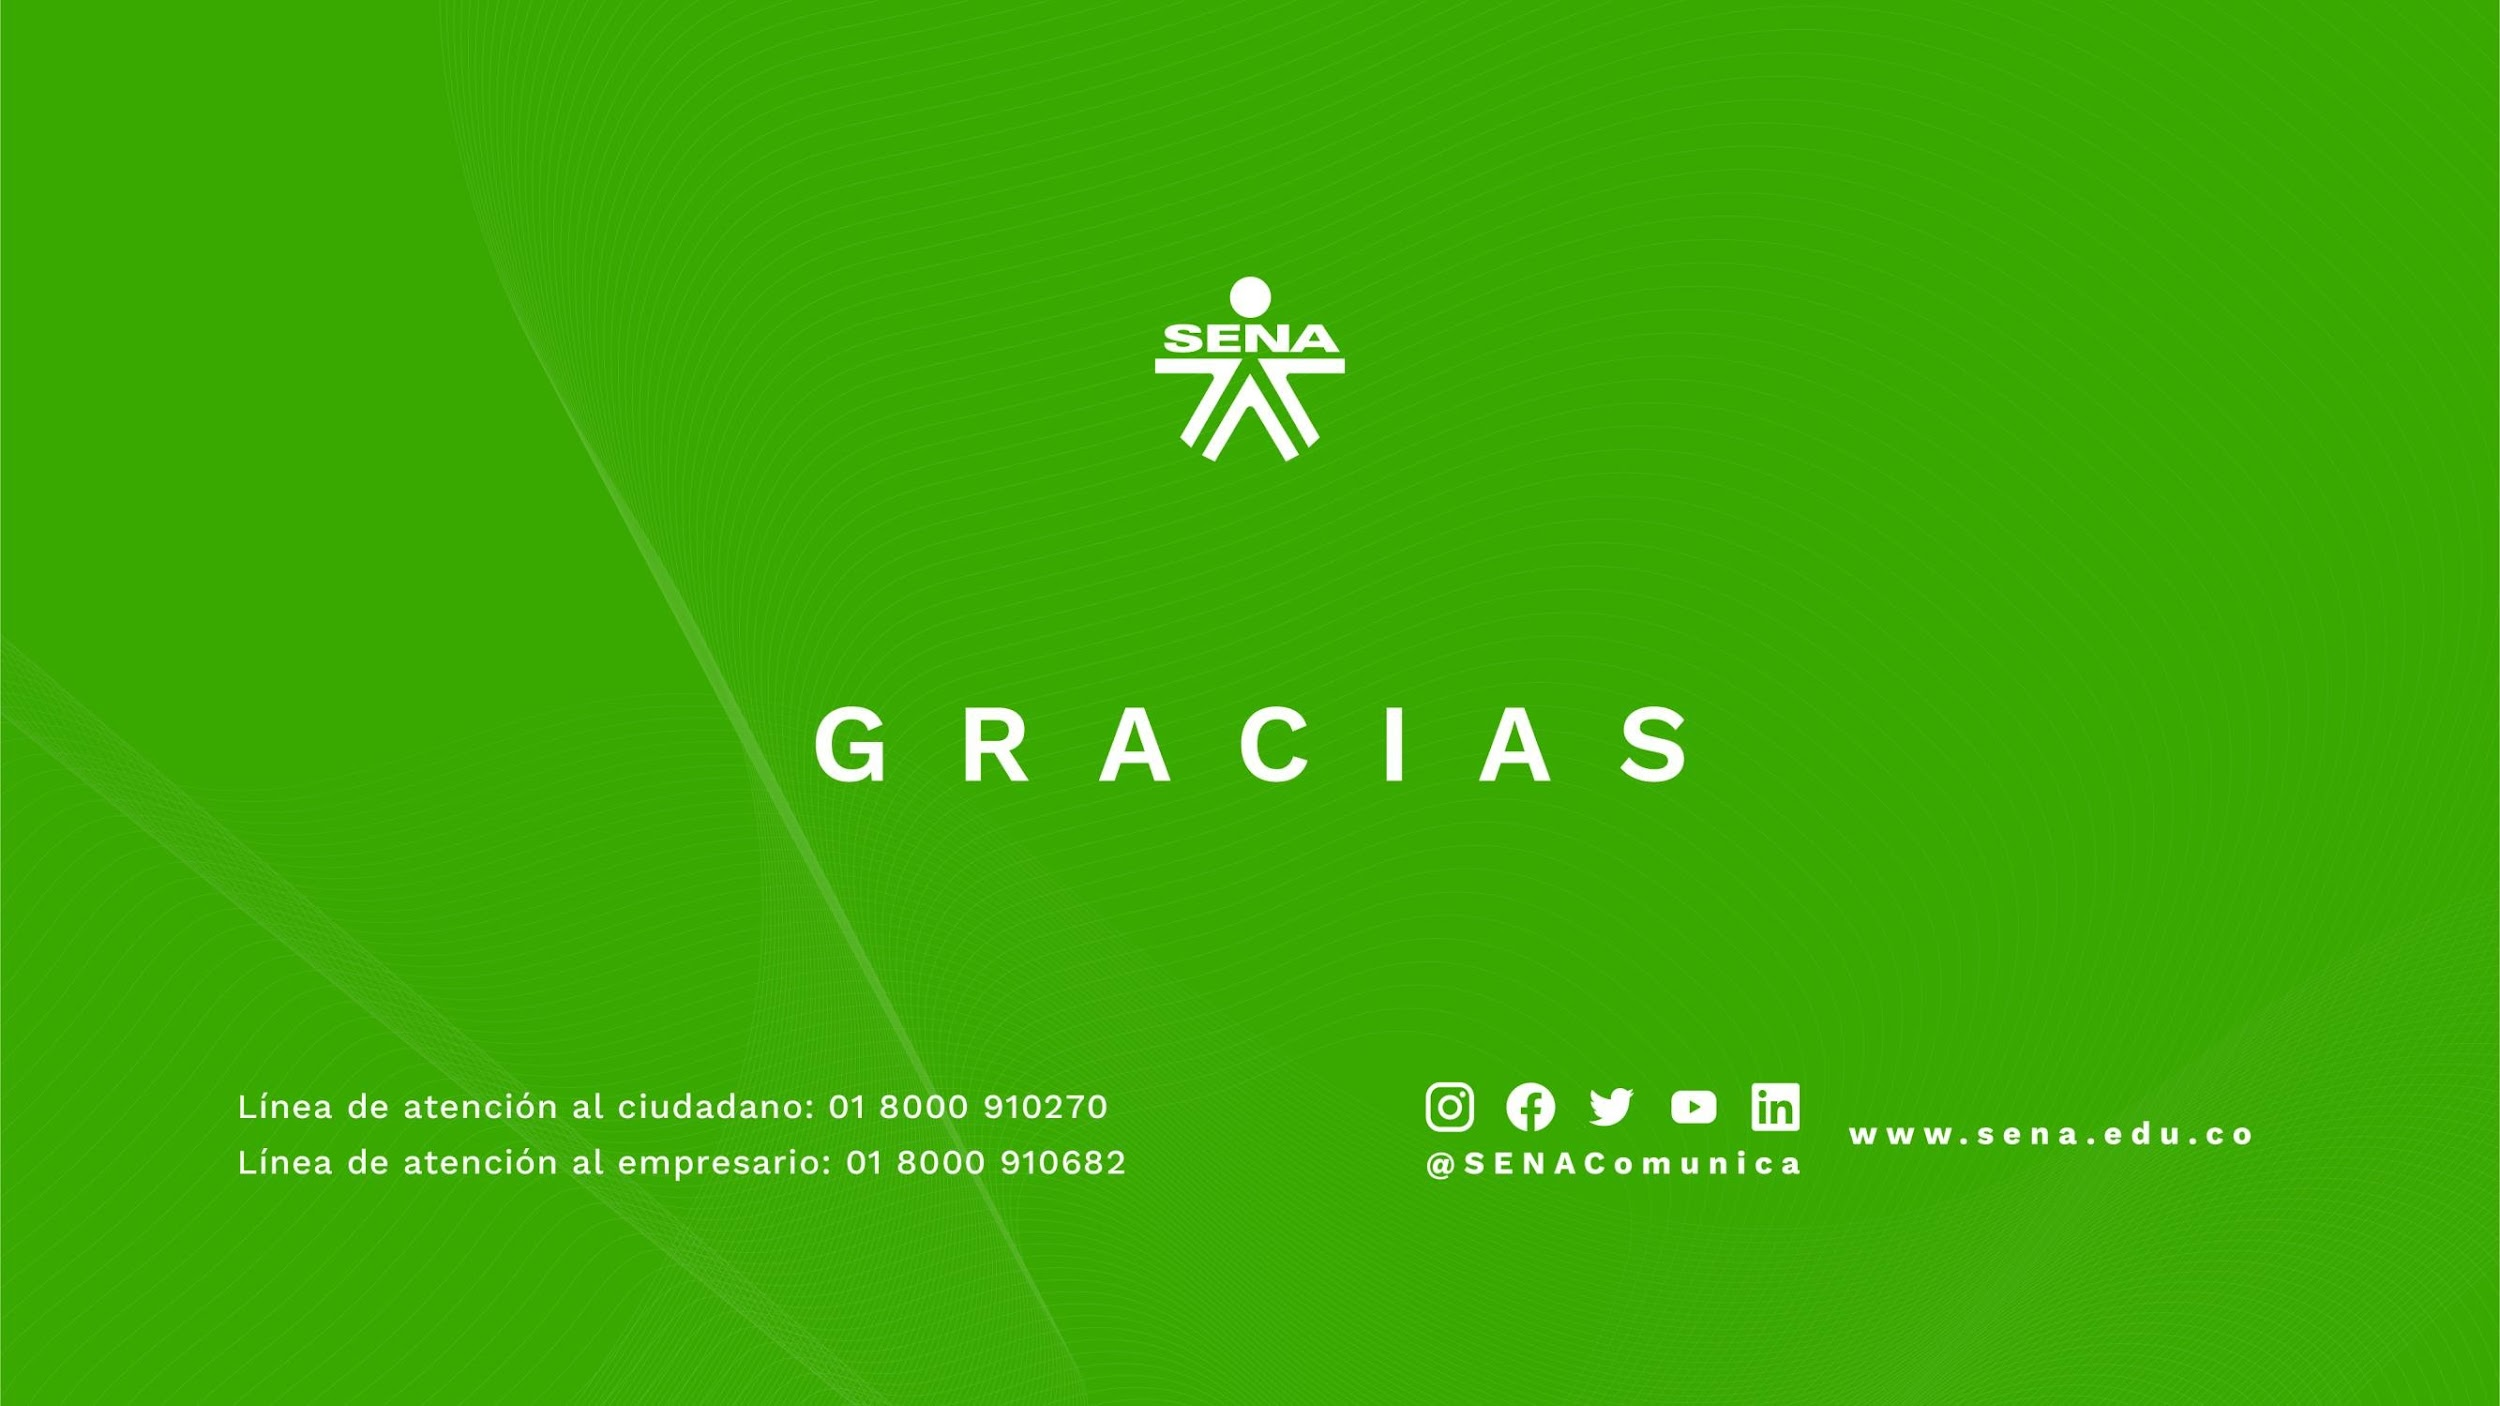 SENA
GRACIAS
Línea de atención al ciudadano: 01 8000 910270
Línea de atención al empresario: 01 8000 910682
@SENAComunica
www.sena.edu.co